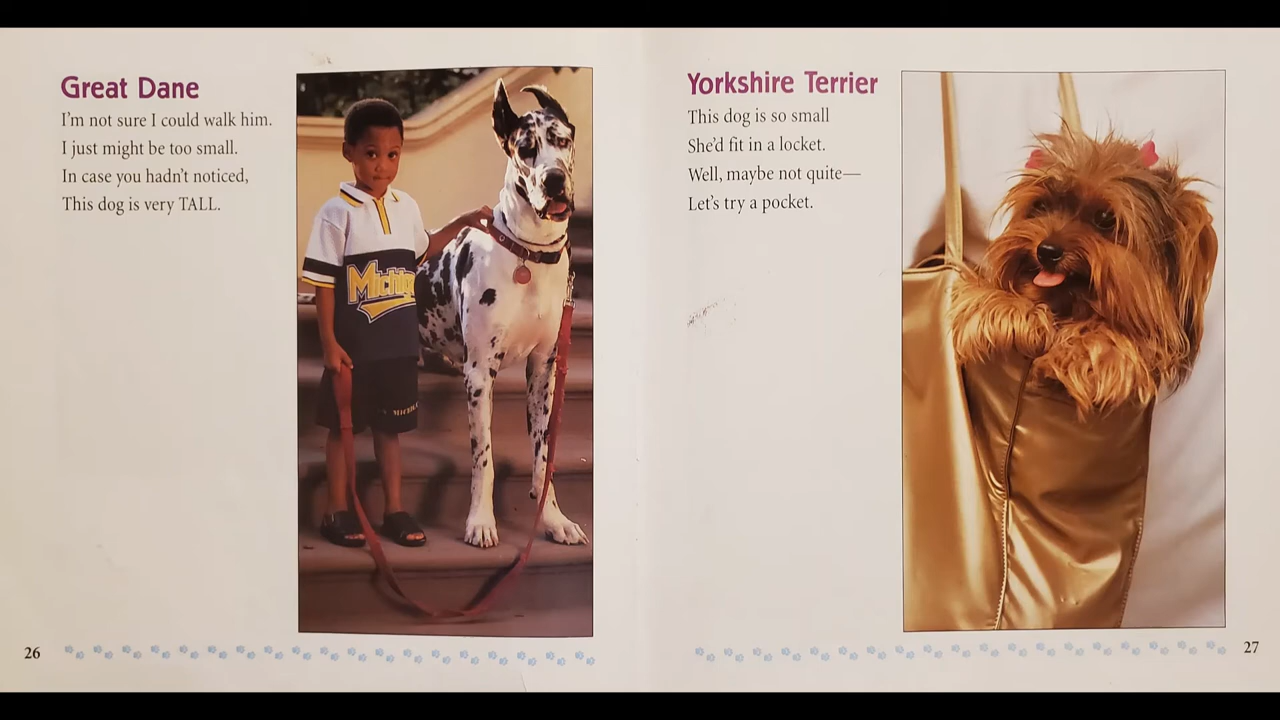 Great Dane
I'm not sure I could walk him.
I just might be too small.
In case you hadn't noticed,
This dog is very TALL.
Michig
MICHIG
26
Yorkshire Terrier
This dog is so small
She'd fit in a locket.
Well, maybe not quite—
Let's try a pocket.
27